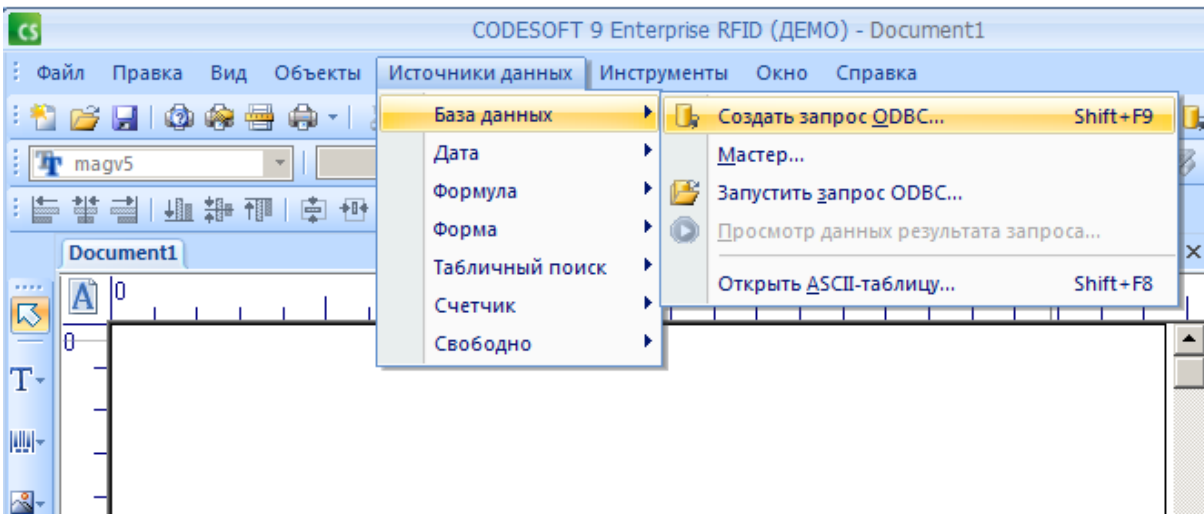 CS CODESOFT 9 Enterprise RFID (ДЕМО) - Document1
Файл Правка Вид Объекты Источники данных Инструменты Окно Справка
База данных
Создать запрос ODBC... Shift+F9
magv5
Дата
Мастер...
Формула
Запустить запрос ODBC...
Форма
Просмотр данных результата запроса...
Document1
Табличный поиск
Открыть ASCII-таблицу... Shift+F8
Счетчик
Свободно
A 0
0
T